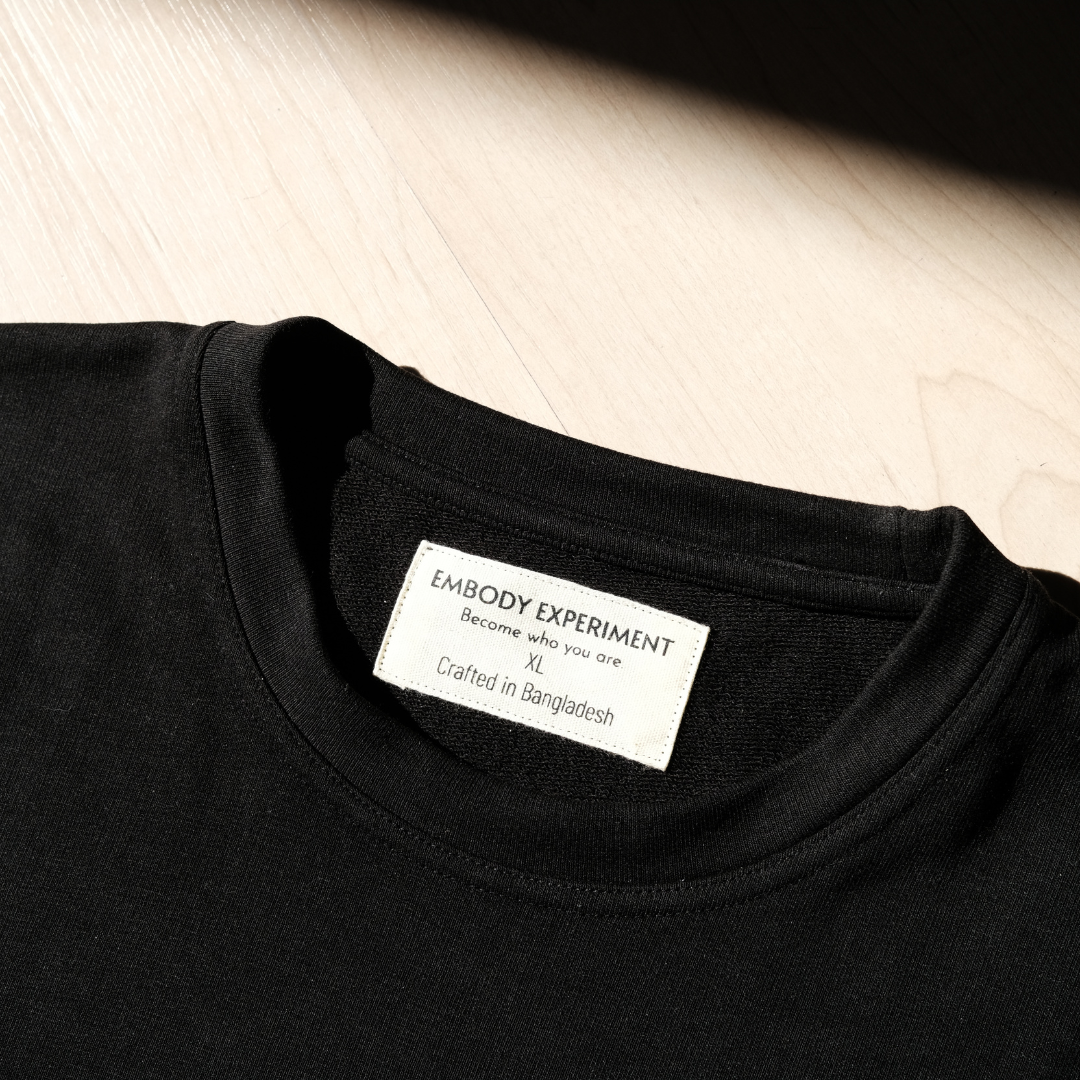 EMBODY EXPERIMENT
Become who you are
XL
Crafted in Bangladesh